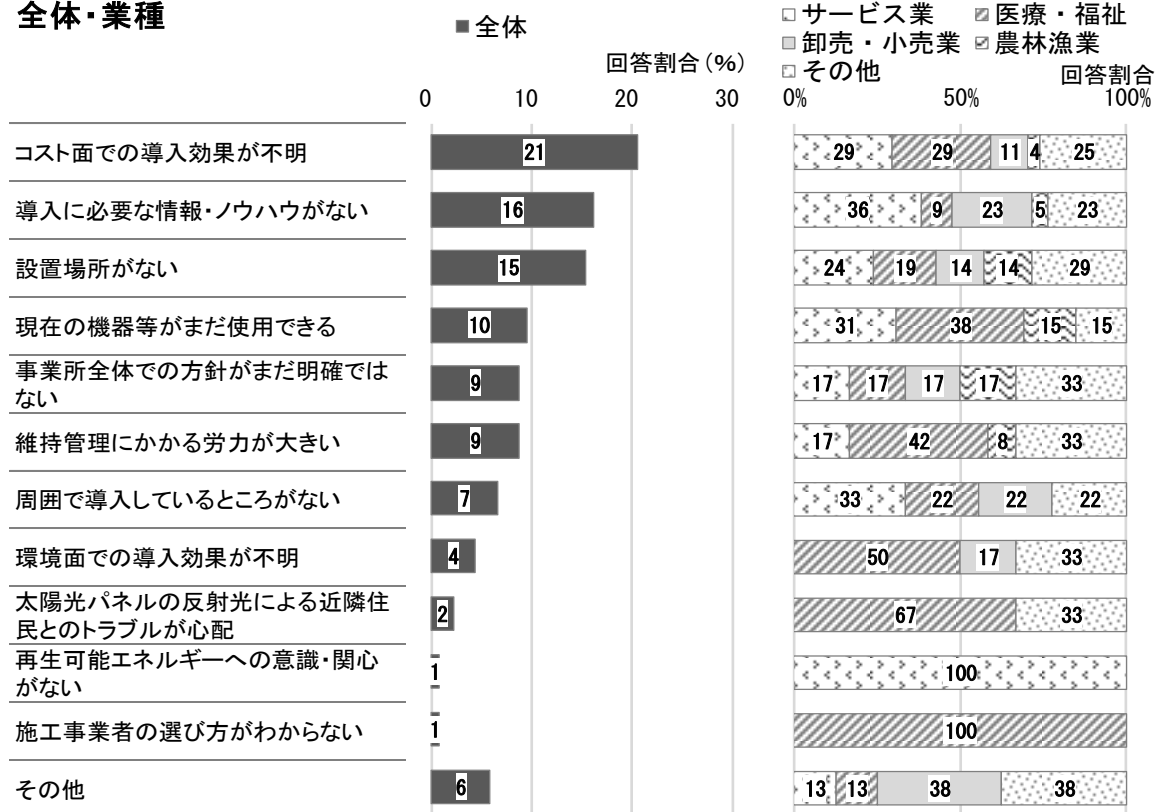 全体・業種
■全体
サービス業 医療・福祉
卸売・小売業 農林漁業
その他
回答割合（%）
回答割合
0 10 20 30
0% 50% 100%
コスト面での導入効果が不明 21 29 29 11 4 25
導入に必要な情報・ノウハウがない 16 36 9 23 5 23
設置場所がない 15 24 19 14 14 29
現在の機器等がまだ使用できる 10 31 38 15 15
事業所全体での方針がまだ明確では
ない 9 17 17 17 17 33
維持管理にかかる労力が大きい 9 17 42 8 33
周囲で導入しているところがない 7 33 22 22 22
環境面での導入効果が不明 4 50 17 33
太陽光パネルの反射光による近隣住
民とのトラブルが心配 2 67 33
再生可能エネルギーへの意識・関心
がない 1 100
施工事業者の選び方がわからない 1 100
その他 6 13 13 38 38